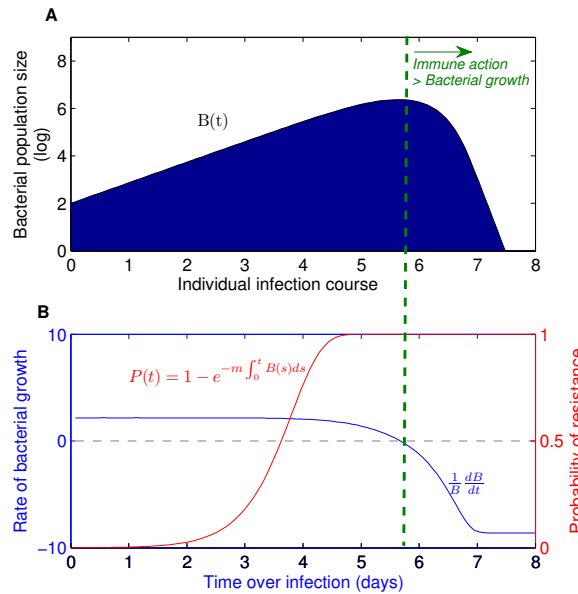 A
Bacterial population size
(log)
8
6
4
2
0
B(t)
Immune action
> Bacterial growth
0 1 2 3 4 5 6 7 8
Individual infection course
B
Rate of bacterial growth
10
0
−10
P(t) = 1 − e^{−m ∫_0^t B(s)ds}
\frac{1}{B} \frac{dB}{dt}
1
0.5
0
Probability of resistance
0 1 2 3 4 5 6 7 8
Time over infection (days)